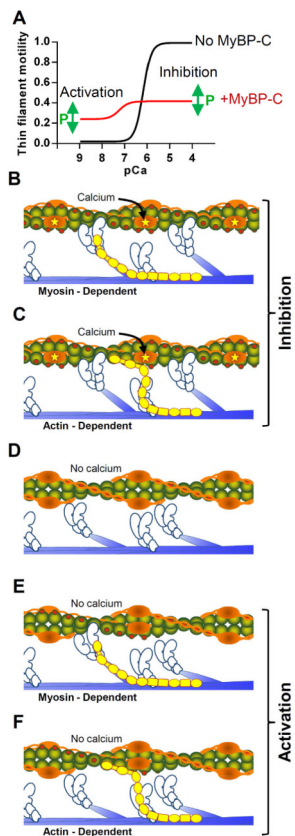 A
Thin filament motility
1.0
0.8
0.6
0.4
0.2
0.0
No MyBP-C
Activation
Inhibition
P
P
+MyBP-C
9 8 7 6 5 4
pCa
B
Calcium
Myosin - Dependent
C
Calcium
Actin - Dependent
Inhibition
D
No calcium
E
No calcium
Myosin - Dependent
F
No calcium
Actin - Dependent
Activation